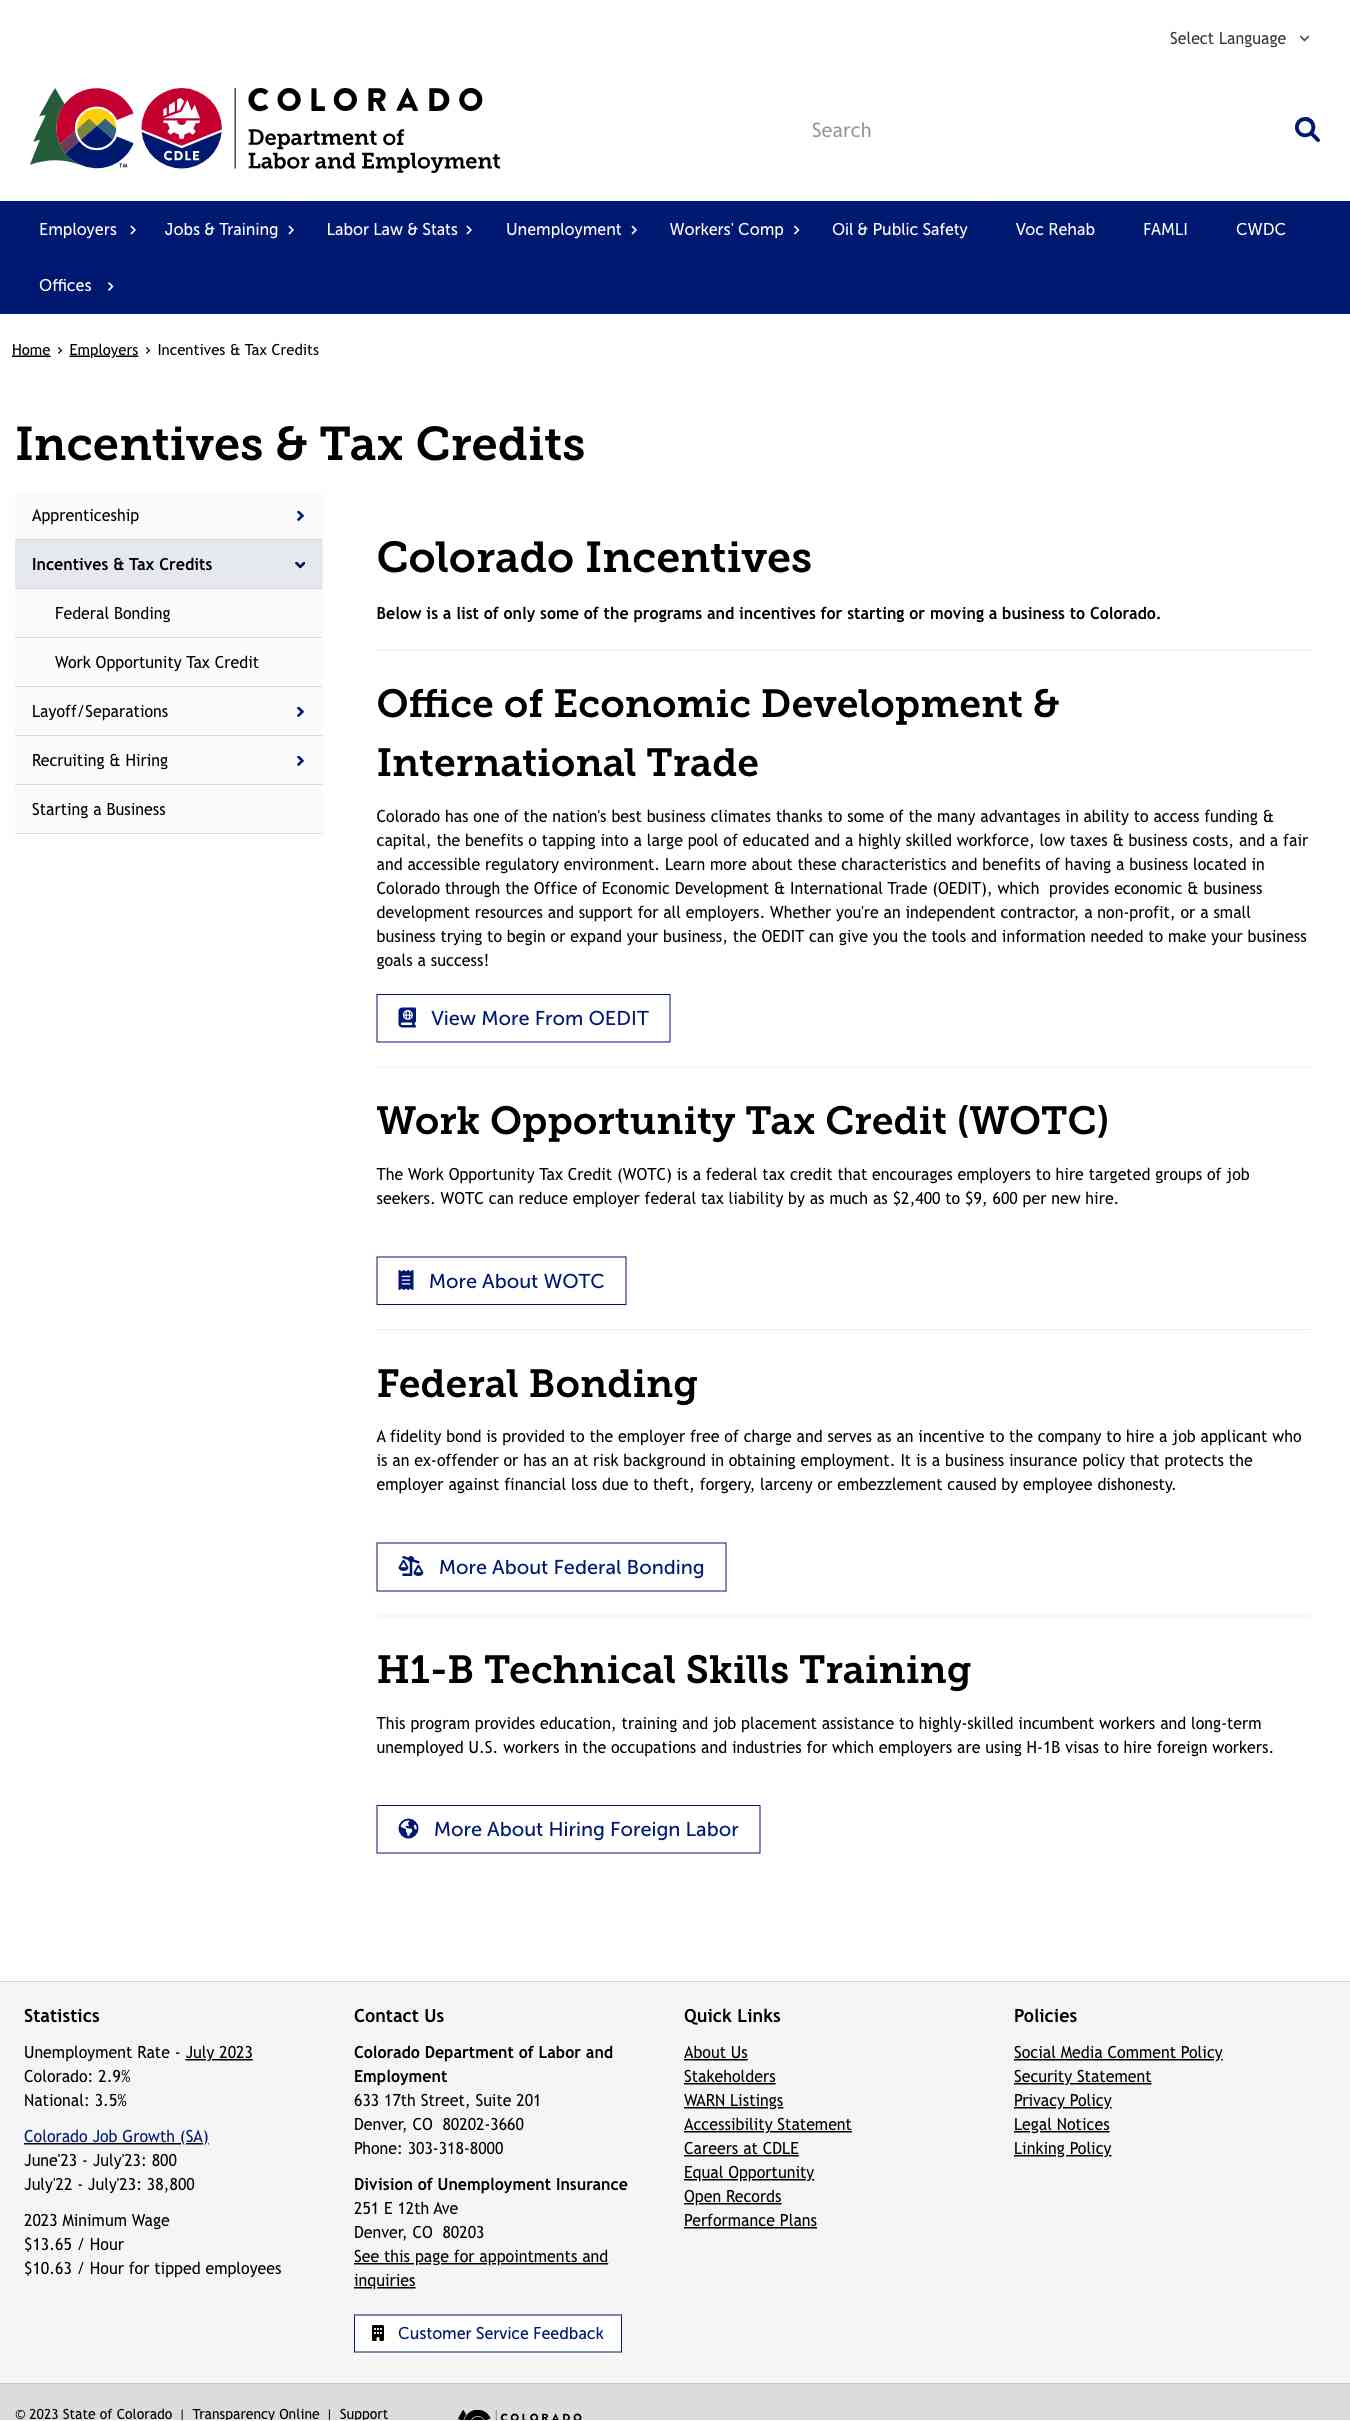 Select Language
COLORADO
Department of
Labor and Employment
CDLE
TM
Search
Employers Jobs & Training Labor Law & Stats Unemployment Workers' Comp Oil & Public Safety Voc Rehab FAMLI CWDC
Offices
Home › Employers › Incentives & Tax Credits
Incentives & Tax Credits
Apprenticeship
Incentives & Tax Credits
Federal Bonding
Work Opportunity Tax Credit
Layoff/Separations
Recruiting & Hiring
Starting a Business
Colorado Incentives
Below is a list of only some of the programs and incentives for starting or moving a business to Colorado.
Office of Economic Development &
International Trade
Colorado has one of the nation's best business climates thanks to some of the many advantages in ability to access funding &
capital, the benefits o tapping into a large pool of educated and a highly skilled workforce, low taxes & business costs, and a fair
and accessible regulatory environment. Learn more about these characteristics and benefits of having a business located in
Colorado through the Office of Economic Development & International Trade (OEDIT), which  provides economic & business
development resources and support for all employers. Whether you're an independent contractor, a non-profit, or a small
business trying to begin or expand your business, the OEDIT can give you the tools and information needed to make your business
goals a success!
View More From OEDIT
Work Opportunity Tax Credit (WOTC)
The Work Opportunity Tax Credit (WOTC) is a federal tax credit that encourages employers to hire targeted groups of job
seekers. WOTC can reduce employer federal tax liability by as much as $2,400 to $9, 600 per new hire.
More About WOTC
Federal Bonding
A fidelity bond is provided to the employer free of charge and serves as an incentive to the company to hire a job applicant who
is an ex-offender or has an at risk background in obtaining employment. It is a business insurance policy that protects the
employer against financial loss due to theft, forgery, larceny or embezzlement caused by employee dishonesty.
More About Federal Bonding
H1-B Technical Skills Training
This program provides education, training and job placement assistance to highly-skilled incumbent workers and long-term
unemployed U.S. workers in the occupations and industries for which employers are using H-1B visas to hire foreign workers.
More About Hiring Foreign Labor
Statistics
Unemployment Rate - July 2023
Colorado: 2.9%
National: 3.5%
Colorado Job Growth (SA)
June'23 - July'23: 800
July'22 - July'23: 38,800
2023 Minimum Wage
$13.65 / Hour
$10.63 / Hour for tipped employees
Contact Us
Colorado Department of Labor and
Employment
633 17th Street, Suite 201
Denver, CO  80202-3660
Phone: 303-318-8000
Division of Unemployment Insurance
251 E 12th Ave
Denver, CO  80203
See this page for appointments and
inquiries
Customer Service Feedback
Quick Links
About Us
Stakeholders
WARN Listings
Accessibility Statement
Careers at CDLE
Equal Opportunity
Open Records
Performance Plans
Policies
Social Media Comment Policy
Security Statement
Privacy Policy
Legal Notices
Linking Policy
© 2023 State of Colorado | Transparency Online | Support
COLORADO